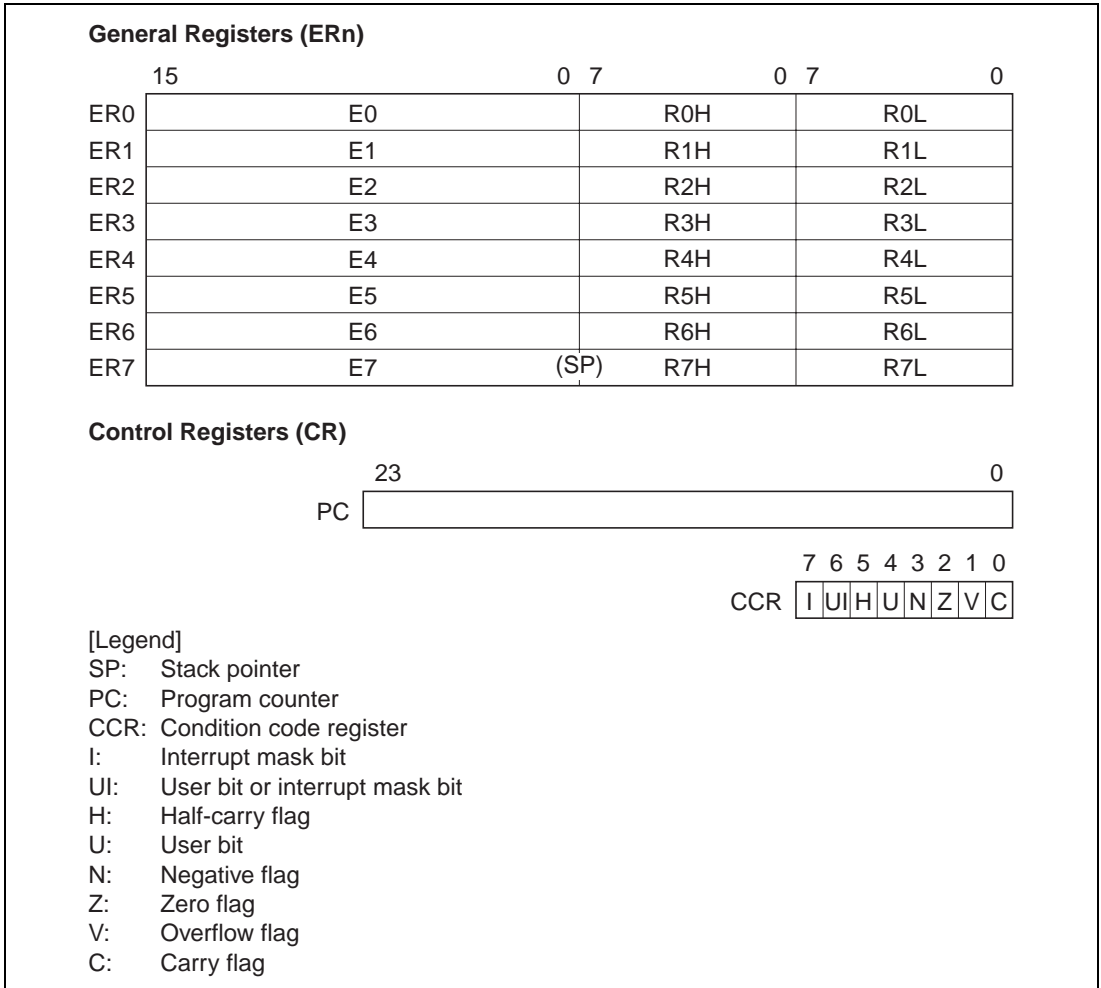 General Registers (ERn)
15 0 7 0 7 0
ER0 E0 R0H R0L
ER1 E1 R1H R1L
ER2 E2 R2H R2L
ER3 E3 R3H R3L
ER4 E4 R4H R4L
ER5 E5 R5H R5L
ER6 E6 R6H R6L
ER7 E7 (SP) R7H R7L
Control Registers (CR)
23 0
PC
7 6 5 4 3 2 1 0
CCR I UI H U N Z V C
[Legend]
SP: Stack pointer
PC: Program counter
CCR: Condition code register
I: Interrupt mask bit
UI: User bit or interrupt mask bit
H: Half-carry flag
U: User bit
N: Negative flag
Z: Zero flag
V: Overflow flag
C: Carry flag